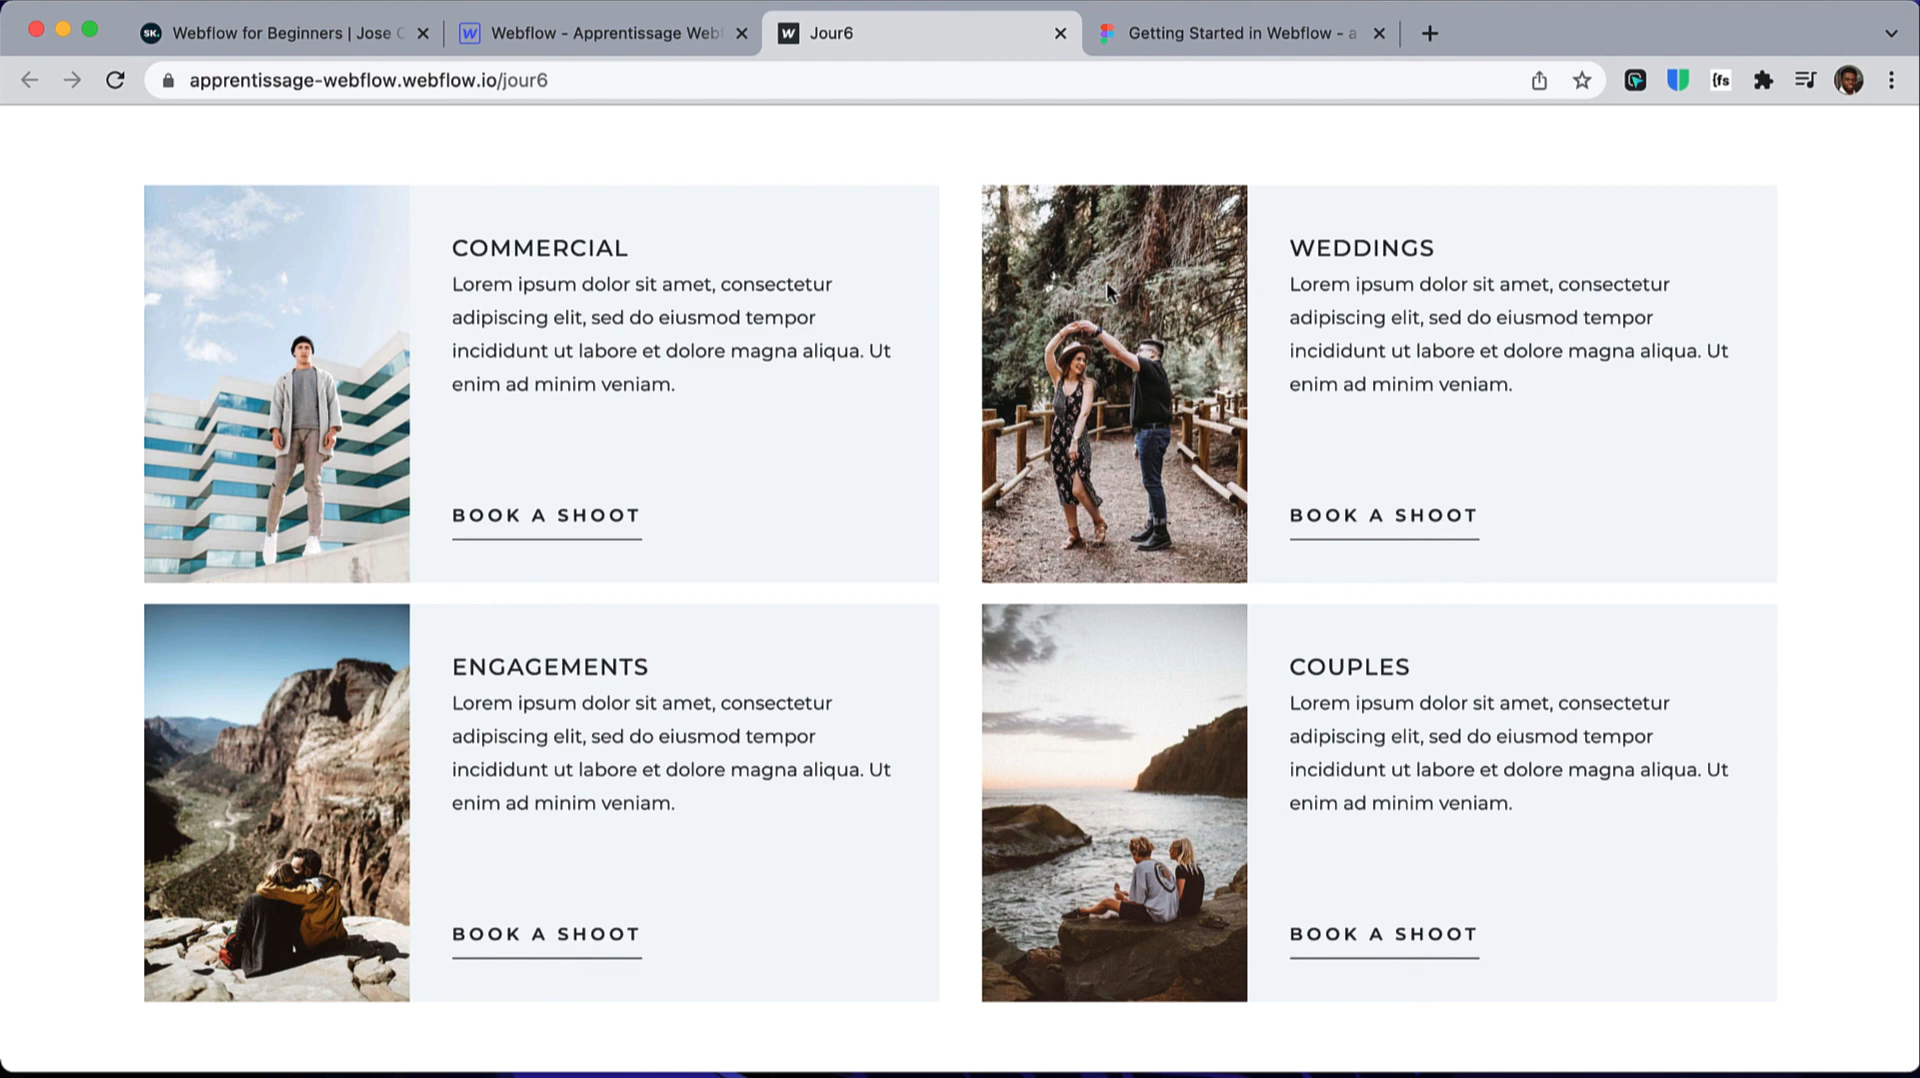 SK. Webflow for Beginners | Jose C
W Webflow - Apprentissage Web
W Jour6
Getting Started in Webflow - a
apprentissage-webflow.webflow.io/jour6
{fs
COMMERCIAL
Lorem ipsum dolor sit amet, consectetur
adipiscing elit, sed do eiusmod tempor
incididunt ut labore et dolore magna aliqua. Ut
enim ad minim veniam.
BOOK A SHOOT
WEDDINGS
Lorem ipsum dolor sit amet, consectetur
adipiscing elit, sed do eiusmod tempor
incididunt ut labore et dolore magna aliqua. Ut
enim ad minim veniam.
BOOK A SHOOT
ENGAGEMENTS
Lorem ipsum dolor sit amet, consectetur
adipiscing elit, sed do eiusmod tempor
incididunt ut labore et dolore magna aliqua. Ut
enim ad minim veniam.
BOOK A SHOOT
COUPLES
Lorem ipsum dolor sit amet, consectetur
adipiscing elit, sed do eiusmod tempor
incididunt ut labore et dolore magna aliqua. Ut
enim ad minim veniam.
BOOK A SHOOT